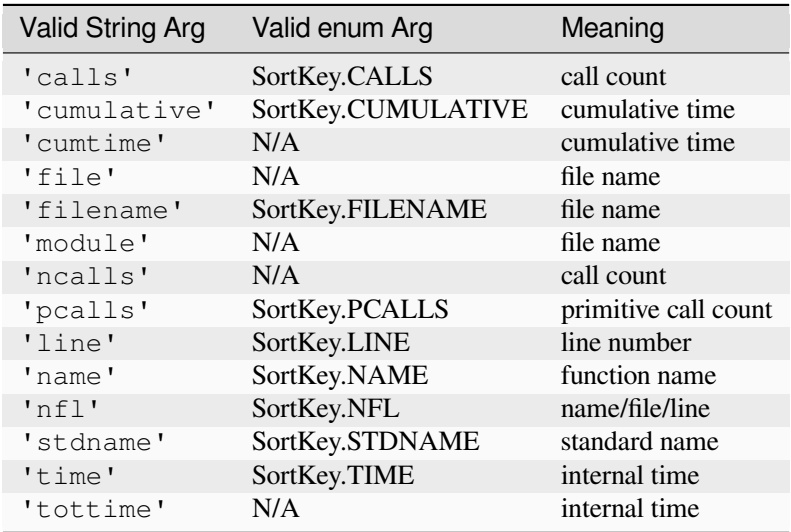 Valid String Arg Valid enum Arg Meaning
'calls' SortKey.CALLS call count
'cumulative' SortKey.CUMULATIVE cumulative time
'cumtime' N/A cumulative time
'file' N/A file name
'filename' SortKey.FILENAME file name
'module' N/A file name
'ncalls' N/A call count
'pcalls' SortKey.PCALLS primitive call count
'line' SortKey.LINE line number
'name' SortKey.NAME function name
'nfl' SortKey.NFL name/file/line
'stdname' SortKey.STDNAME standard name
'time' SortKey.TIME internal time
'tottime' N/A internal time